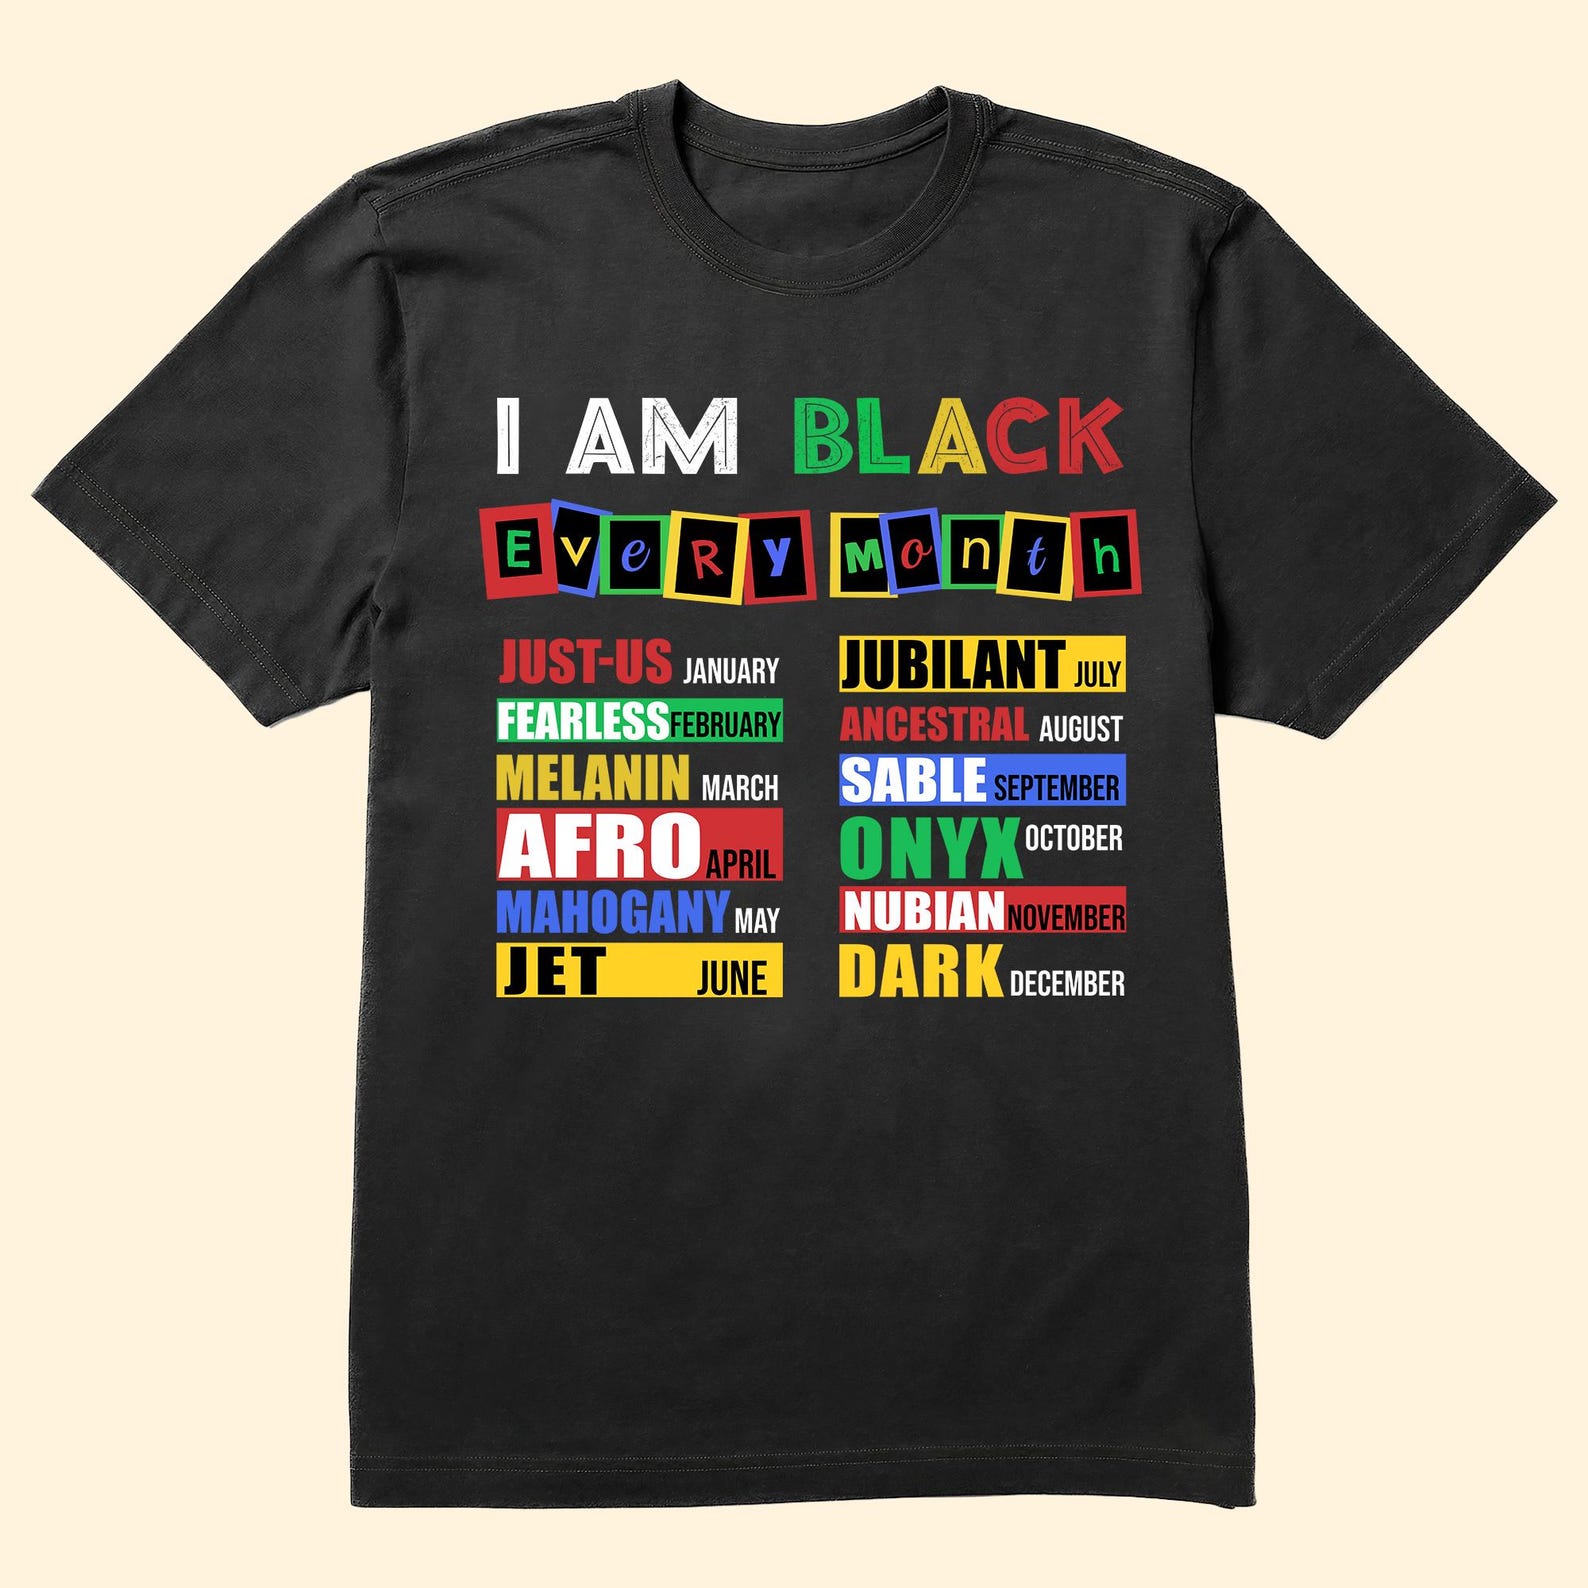 I AM BLACK
EveRy Month
JUST-US JANUARY
FEARLESS FEBRUARY
MELANIN MARCH
AFRO APRIL
MAHOGANY MAY
JET JUNE
JUBILANT JULY
ANCESTRAL AUGUST
SABLE SEPTEMBER
ONYX OCTOBER
NUBIAN NOVEMBER
DARK DECEMBER